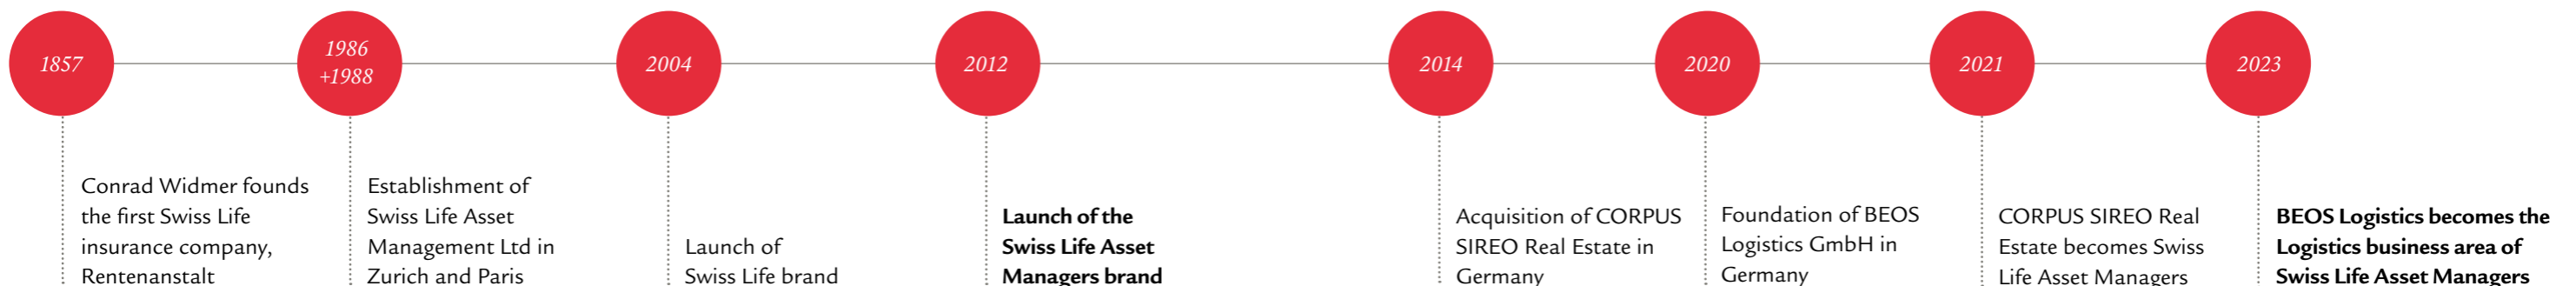 1857
1986
+1988
2004
2012
2014
2020
2021
2023
Conrad Widmer founds
the first Swiss Life
insurance company,
Rentenanstalt
Establishment of
Swiss Life Asset
Management Ltd in
Zurich and Paris
Launch of
Swiss Life brand
Launch of the
Swiss Life Asset
Managers brand
Acquisition of CORPUS
SIREO Real Estate in
Germany
Foundation of BEOS
Logistics GmbH in
Germany
CORPUS SIREO Real
Estate becomes Swiss
Life Asset Managers
BEOS Logistics becomes the
Logistics business area of
Swiss Life Asset Managers